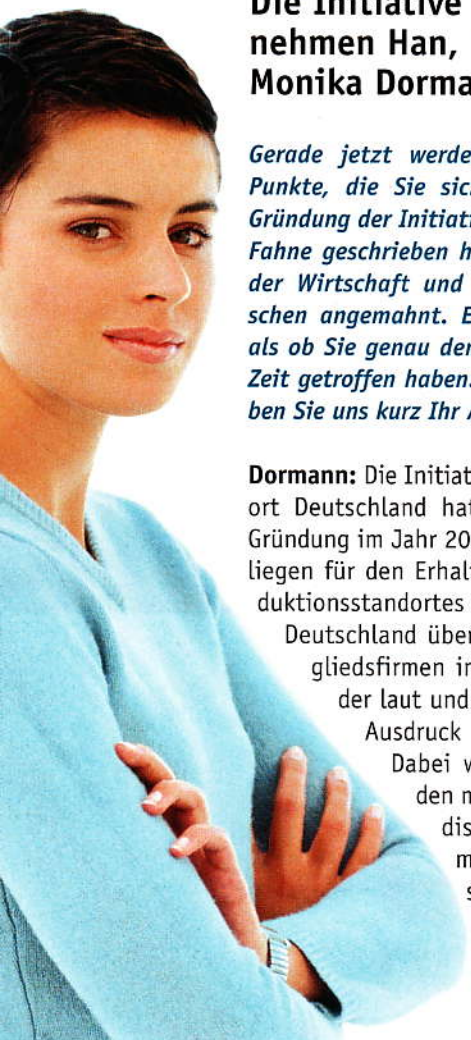 Die Initiative
nehmen Han,
Monika Dorma
Gerade jetzt werde
Punkte, die Sie sic
Gründung der Initiati
Fahne geschrieben h
der Wirtschaft und
schen angemahnt. E
als ob Sie genau der
Zeit getroffen haben.
ben Sie uns kurz Ihr A
Dormann: Die Initiat
ort Deutschland hat
Gründung im Jahr 20
liegen für den Erhalt
duktionsstandortes
Deutschland über
gliedsfirmen in
der laut und
Ausdruck
Dabei w
den n
dis
m
s